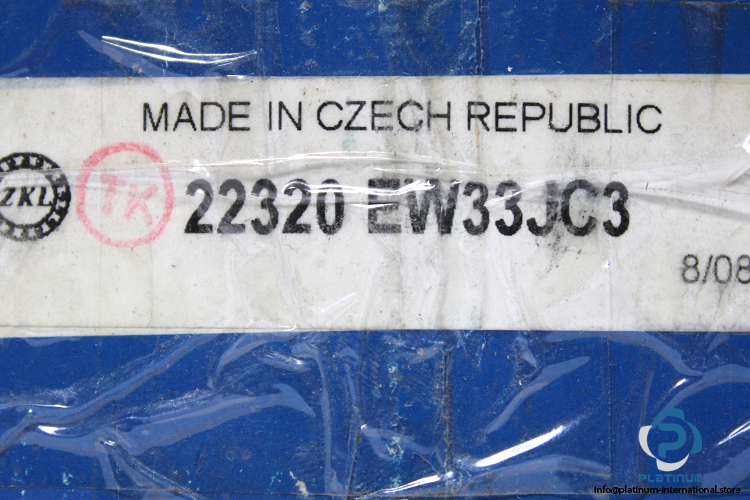 MADE IN CZECH REPUBLIC
ZKL
TK
22320 EW33JC3
8/08
PLATINUM
info@platinum-international.store